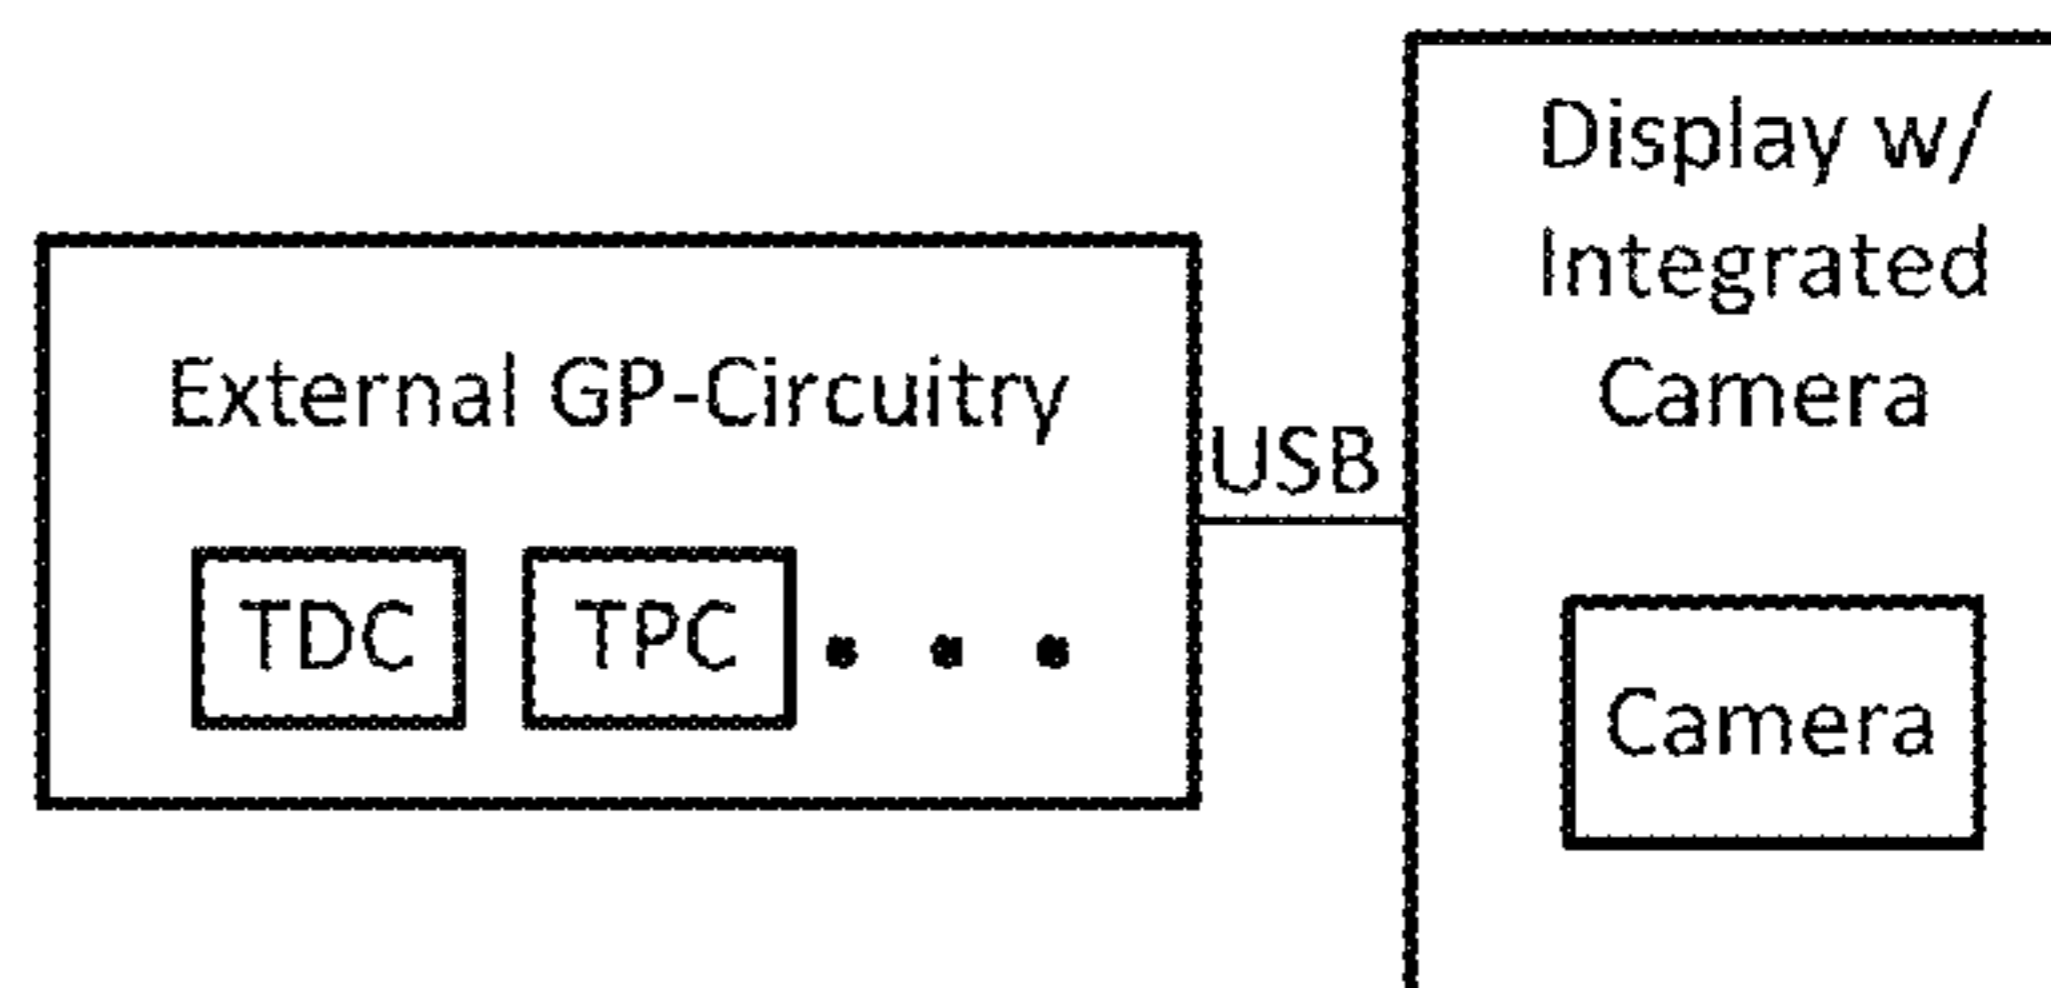 External GP-Circuitry
TDC
TPC
USB
Display w/
Integrated
Camera
Camera